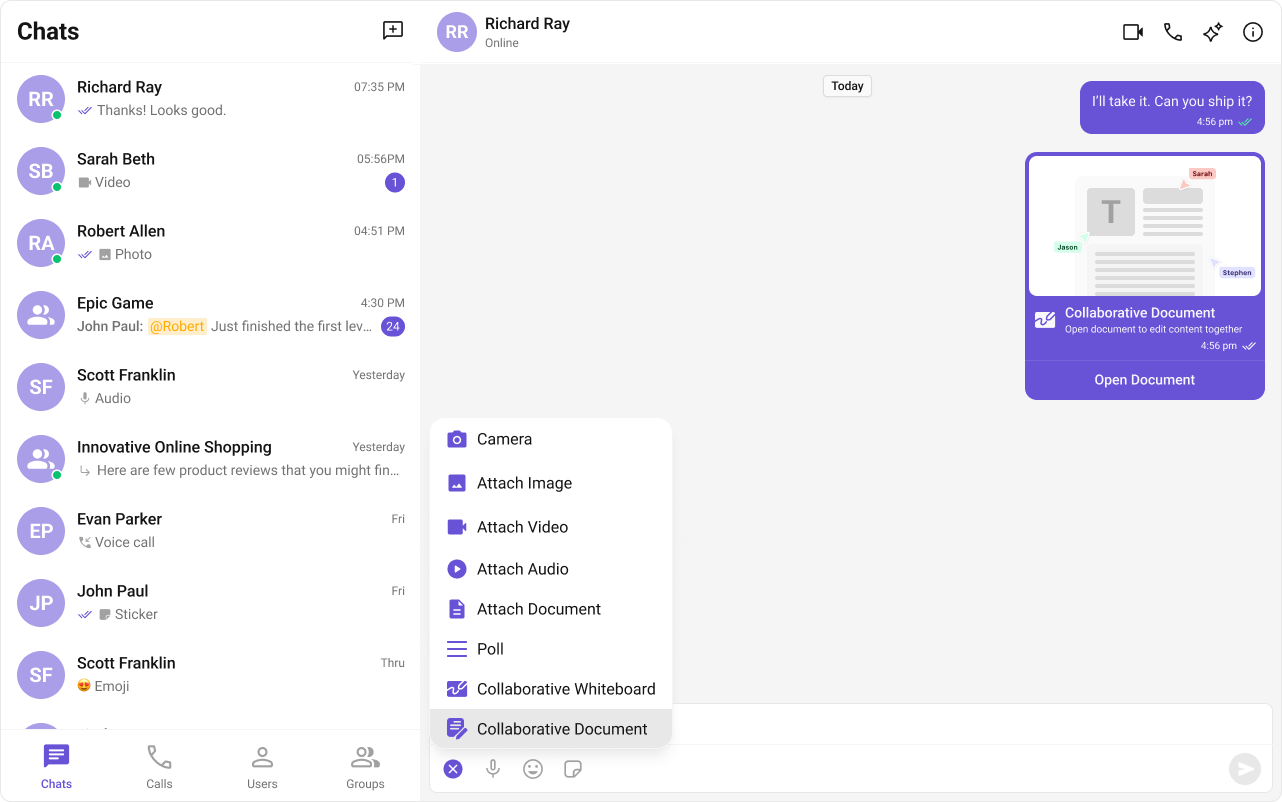 Chats
RR
Richard Ray
07:35 PM
Thanks! Looks good.
SB
Sarah Beth
05:56PM
Video
1
RA
Robert Allen
04:51 PM
Photo
Epic Game
4:30 PM
John Paul: @Robert Just finished the first lev...
24
SF
Scott Franklin
Yesterday
Audio
Innovative Online Shopping
Yesterday
Here are few product reviews that you might fin...
EP
Evan Parker
Fri
Voice call
JP
John Paul
Fri
Sticker
SF
Scott Franklin
Thru
Emoji
Chats
Calls
Users
Groups
RR
Richard Ray
Online
Today
I'll take it. Can you ship it?
4:56 pm
Sarah
T
Jason
Stephen
Collaborative Document
Open document to edit content together
4:56 pm
Open Document
Camera
Attach Image
Attach Video
Attach Audio
Attach Document
Poll
Collaborative Whiteboard
Collaborative Document